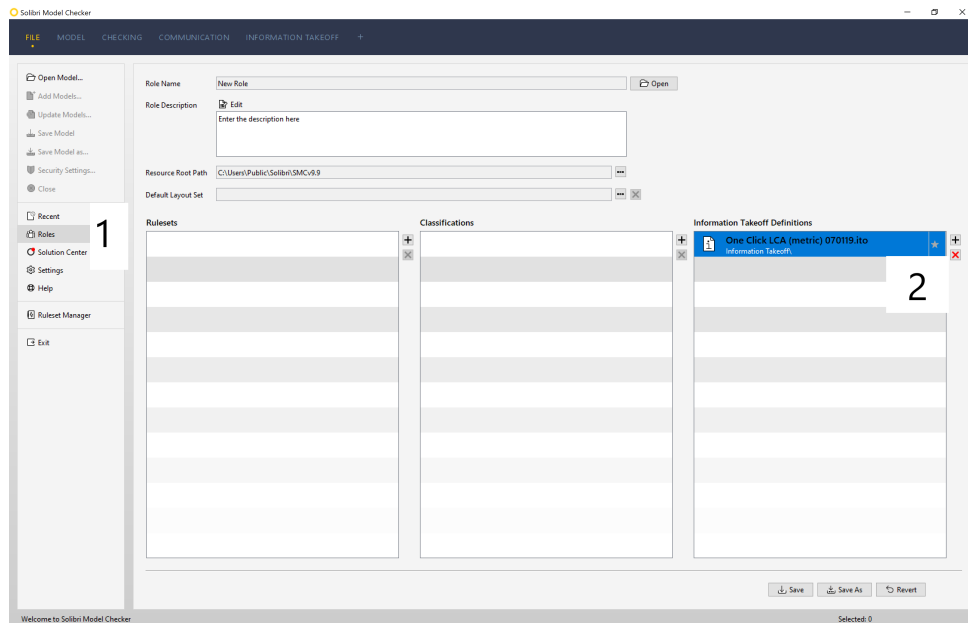 Solibri Model Checker
FILE MODEL CHECKING COMMUNICATION INFORMATION TAKEOFF +
Open Model...
Add Models...
Update Models...
Save Model
Save Model as...
Security Settings...
Close
Recent
Roles
Solution Center
Settings
Help
Ruleset Manager
Exit
1
Role Name New Role Open
Role Description Edit
Enter the description here
Resource Root Path C:\Users\Public\Solibri\SMCv9.9
Default Layout Set
Rulesets
Classifications
Information Takeoff Definitions
One Click LCA (metric) 070119.ito
Information Takeoff\
2
Save Save As Revert
Welcome to Solibri Model Checker Selected: 0